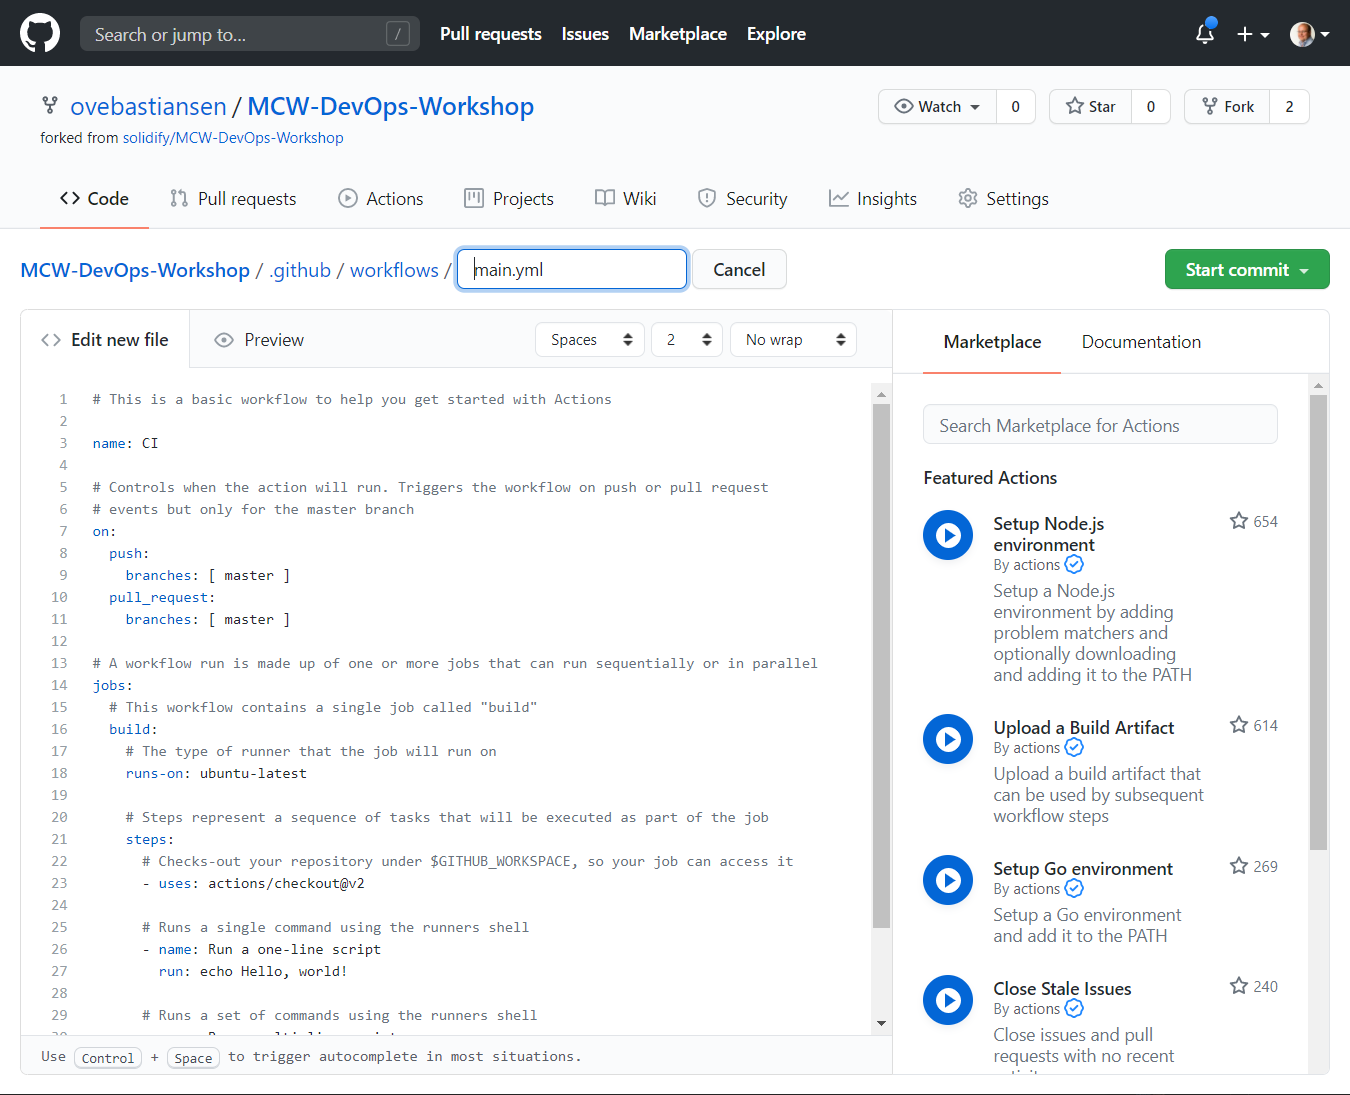 Search or jump to...
/
Pull requests
Issues
Marketplace
Explore
ovebastiansen / MCW-DevOps-Workshop
forked from solidify/MCW-DevOps-Workshop
Watch 0
Star 0
Fork 2
Code
Pull requests
Actions
Projects
Wiki
Security
Insights
Settings
MCW-DevOps-Workshop / .github / workflows / main.yml
Cancel
Start commit
Edit new file
Preview
Spaces
2
No wrap
1 # This is a basic workflow to help you get started with Actions
2
3 name: CI
4
5 # Controls when the action will run. Triggers the workflow on push or pull request
6 # events but only for the master branch
7 on:
8   push:
9     branches: [ master ]
10   pull_request:
11     branches: [ master ]
12
13 # A workflow run is made up of one or more jobs that can run sequentially or in parallel
14 jobs:
15   # This workflow contains a single job called "build"
16   build:
17     # The type of runner that the job will run on
18     runs-on: ubuntu-latest
19
20     # Steps represent a sequence of tasks that will be executed as part of the job
21     steps:
22       # Checks-out your repository under $GITHUB_WORKSPACE, so your job can access it
23       - uses: actions/checkout@v2
24
25       # Runs a single command using the runners shell
26       - name: Run a one-line script
27         run: echo Hello, world!
28
29       # Runs a set of commands using the runners shell
Use Control + Space to trigger autocomplete in most situations.
Marketplace
Documentation
Search Marketplace for Actions
Featured Actions
Setup Node.js
environment
654
By actions
Setup a Node.js
environment by adding
problem matchers and
optionally downloading
and adding it to the PATH
Upload a Build Artifact
614
By actions
Upload a build artifact that
can be used by subsequent
workflow steps
Setup Go environment
269
By actions
Setup a Go environment
and add it to the PATH
Close Stale Issues
240
By actions
Close issues and pull
requests with no recent